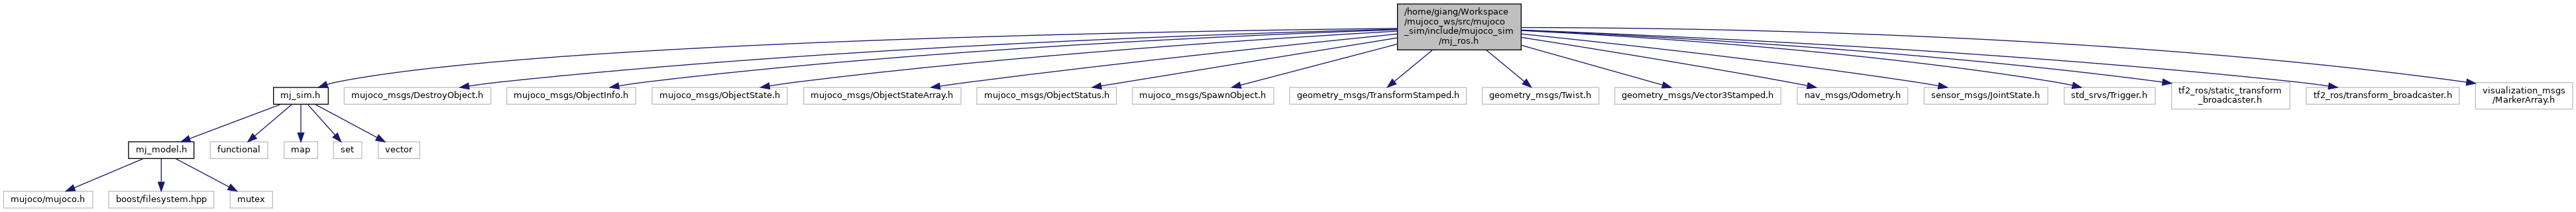 /home/giang/Workspace
/mujoco_ws/src/mujoco
_sim/include/mujoco_sim
/mj_ros.h
mj_sim.h
mujoco_msgs/DestroyObject.h
mujoco_msgs/ObjectInfo.h
mujoco_msgs/ObjectState.h
mujoco_msgs/ObjectStateArray.h
mujoco_msgs/ObjectStatus.h
mujoco_msgs/SpawnObject.h
geometry_msgs/TransformStamped.h
geometry_msgs/Twist.h
geometry_msgs/Vector3Stamped.h
nav_msgs/Odometry.h
sensor_msgs/JointState.h
std_srvs/Trigger.h
tf2_ros/static_transform
_broadcaster.h
tf2_ros/transform_broadcaster.h
visualization_msgs
/MarkerArray.h
mj_model.h
functional
map
set
vector
mujoco/mujoco.h
boost/filesystem.hpp
mutex